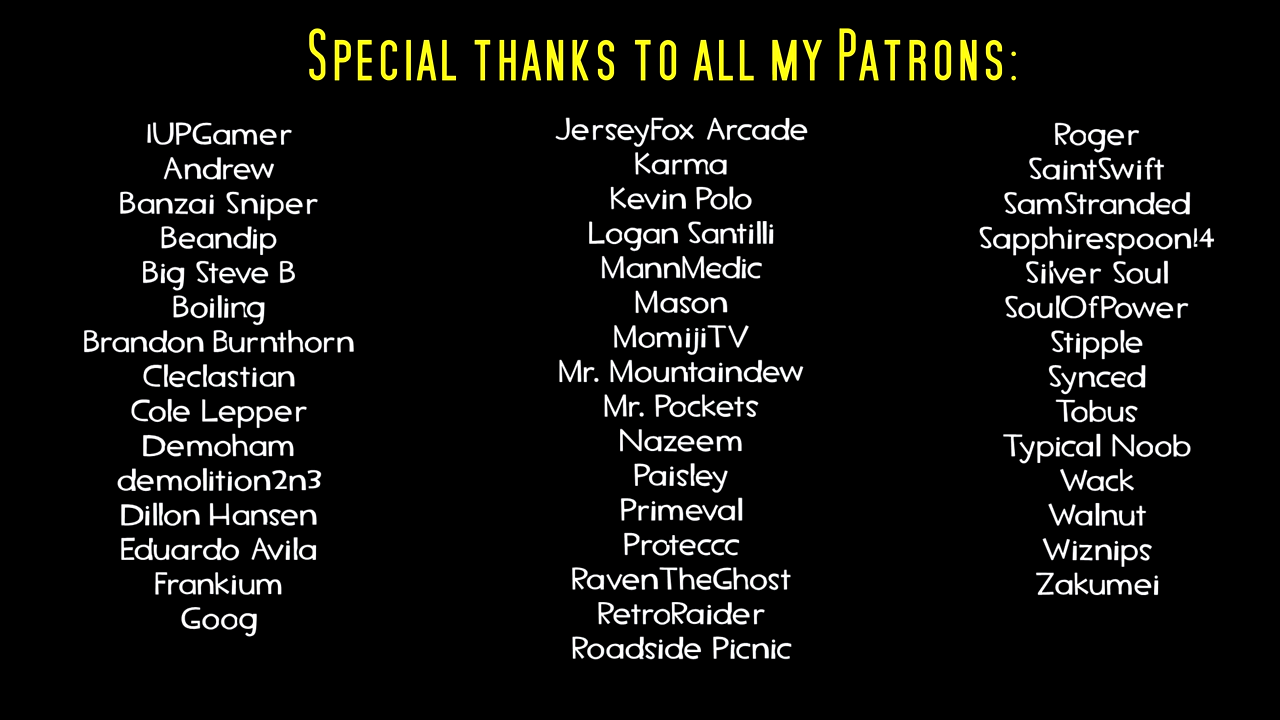 Special thanks to all my Patrons:
1UPGamer
Andrew
Banzai Sniper
Beandip
Big Steve B
Boiling
Brandon Burnthorn
Cleclastian
Cole Lepper
Demoham
demolition2n3
Dillon Hansen
Eduardo Avila
Frankium
Goog
JerseyFox Arcade
Karma
Kevin Polo
Logan Santilli
MannMedic
Mason
MomijiTV
Mr. Mountaindew
Mr. Pockets
Nazeem
Paisley
Primeval
Proteccc
RavenTheGhost
RetroRaider
Roadside Picnic
Roger
SaintSwift
SamStranded
Sapphirespoon!4
Silver Soul
SoulOfPower
Stipple
Synced
Tobus
Typical Noob
Wack
Walnut
Wiznips
Zakumei